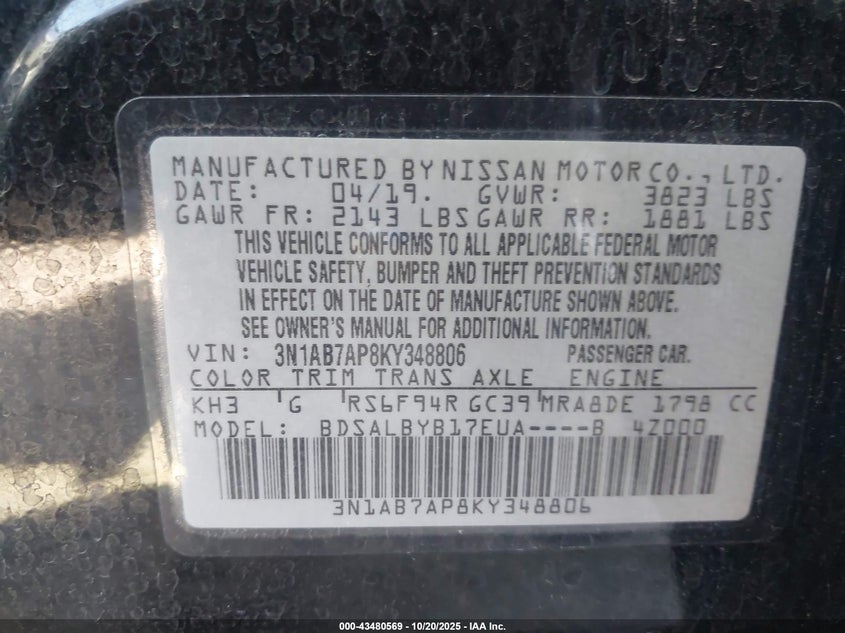 MANUFACTURED BY NISSAN MOTOR CO., LTD.
DATE: 04/19. GVWR: 3823 LBS
GAWR FR: 2143 LBS GAWR RR: 1881 LBS
THIS VEHICLE CONFORMS TO ALL APPLICABLE FEDERAL MOTOR
VEHICLE SAFETY, BUMPER AND THEFT PREVENTION STANDARDS
IN EFFECT ON THE DATE OF MANUFACTURE SHOWN ABOVE.
SEE OWNER'S MANUAL FOR ADDITIONAL INFORMATION.
VIN: 3N1AB7AP8KY348806 PASSENGER CAR.
COLOR TRIM TRANS AXLE ENGINE
KH3 'G 'RS6F94R GC39'MRA8DE 1798 CC
MODEL: BDSALBYB17EUA----B 4Z000
3N1AB7AP8KY348806
000-43480569 | 10/20/2025 - IAA Inc.